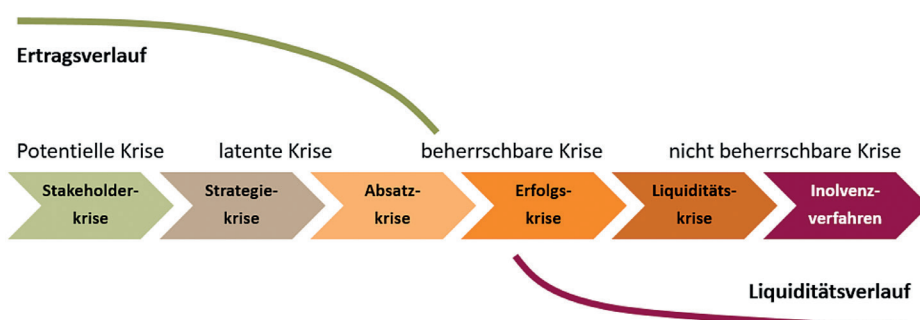 Ertragsverlauf
Potentielle Krise
latente Krise
beherrschbare Krise
nicht beherrschbare Krise
Stakeholder-
krise
Strategie-
krise
Absatz-
krise
Erfolgs-
krise
Liquiditäts-
krise
Inolvenz-
verfahren
Liquiditätsverlauf